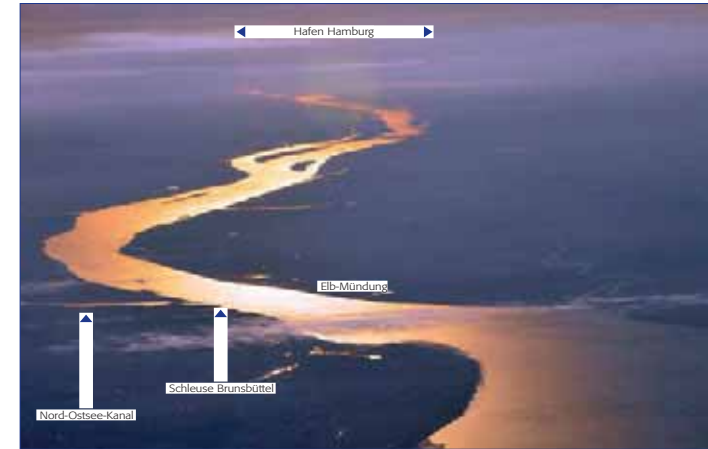 Hafen Hamburg
Elb-Mündung
Schleuse Brunsbüttel
Nord-Ostsee-Kanal